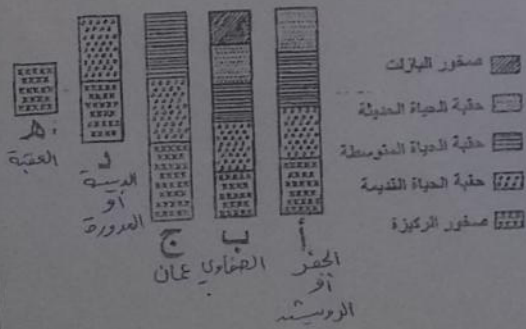 صخور البازلت
حقبة الحياة الحديثة
حقبة الحياة المتوسطة
حقبة الحياة القديمة
صخور الركيزة
أ
الجفر
أو
الرويشد
ب
الصفاوي
ج
عمان
د
الديسة
أو
المدورة
هـ
العقبة